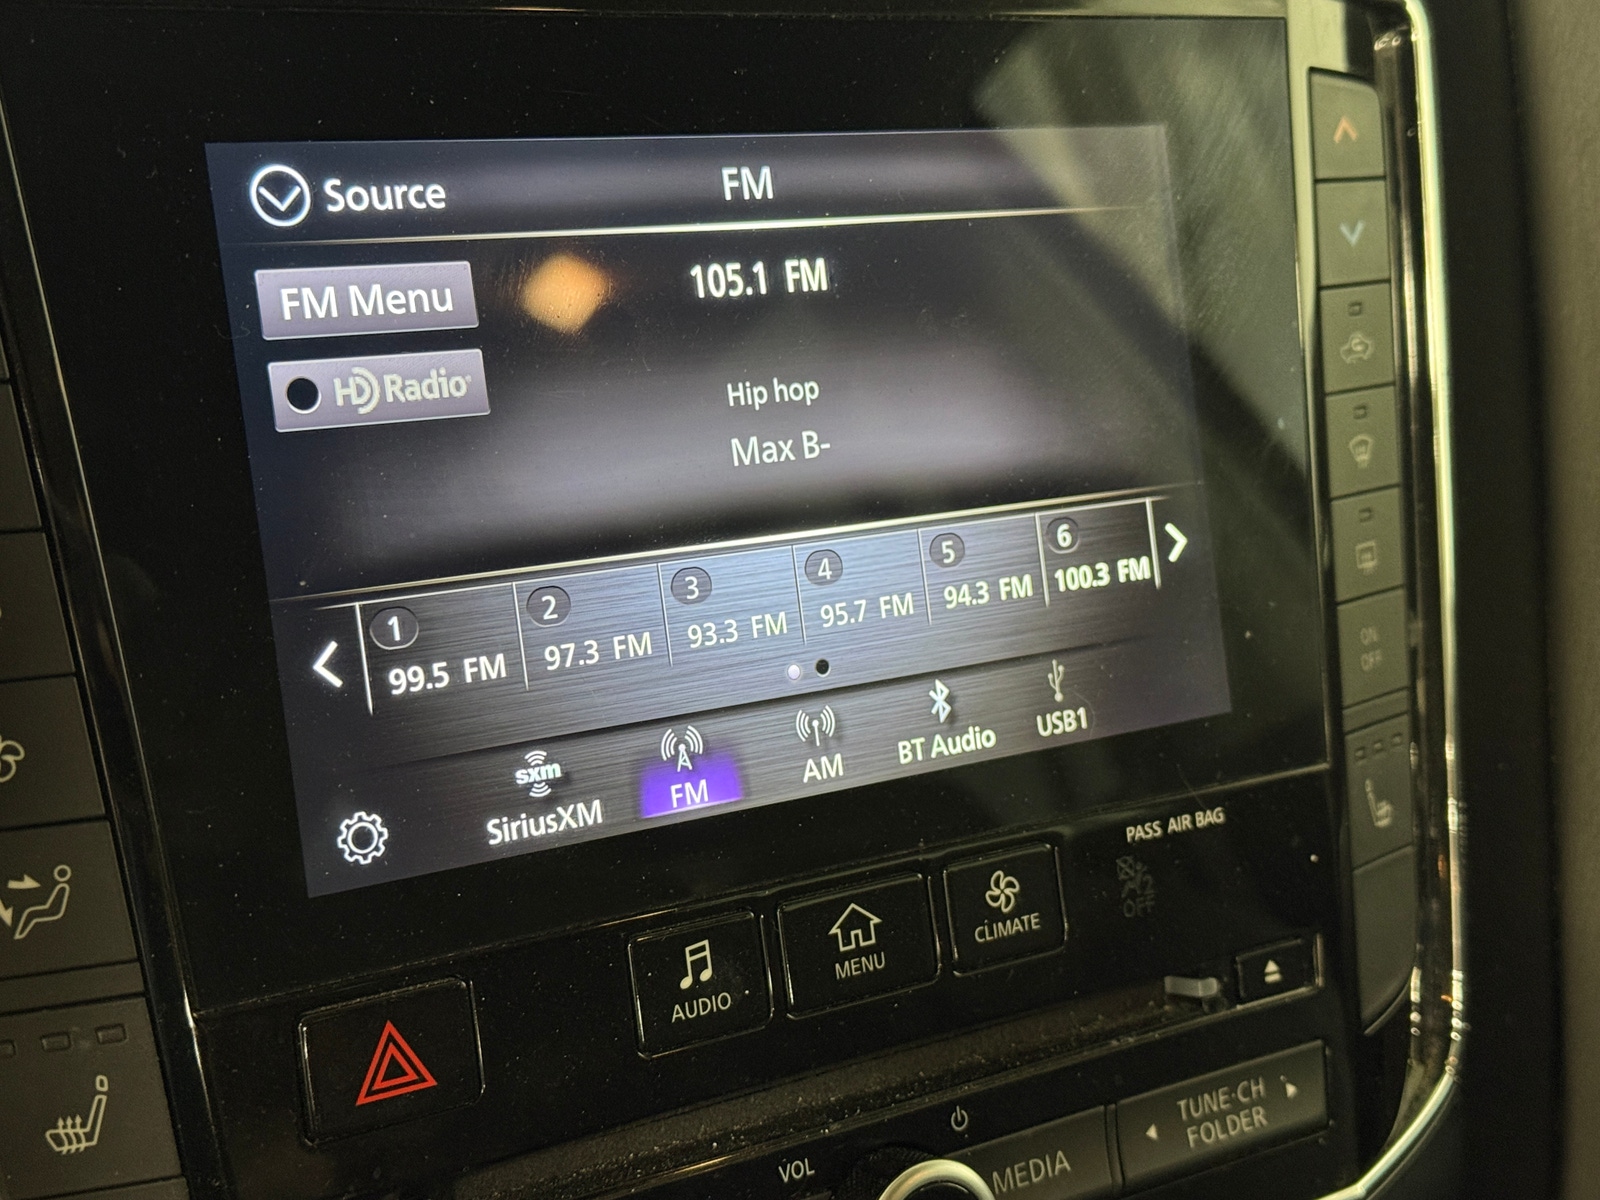 Source
FM
FM Menu
105.1 FM
HD Radio
Hip hop
Max B-
1
2
3
4
5
6
99.5 FM
97.3 FM
93.3 FM
95.7 FM
94.3 FM
100.3 FM
sxm
SiriusXM
FM
AM
BT Audio
USB1
PASS AIR BAG
OFF
ON
OFF
AUDIO
MENU
CLIMATE
VOL
MEDIA
TUNE·CH
FOLDER